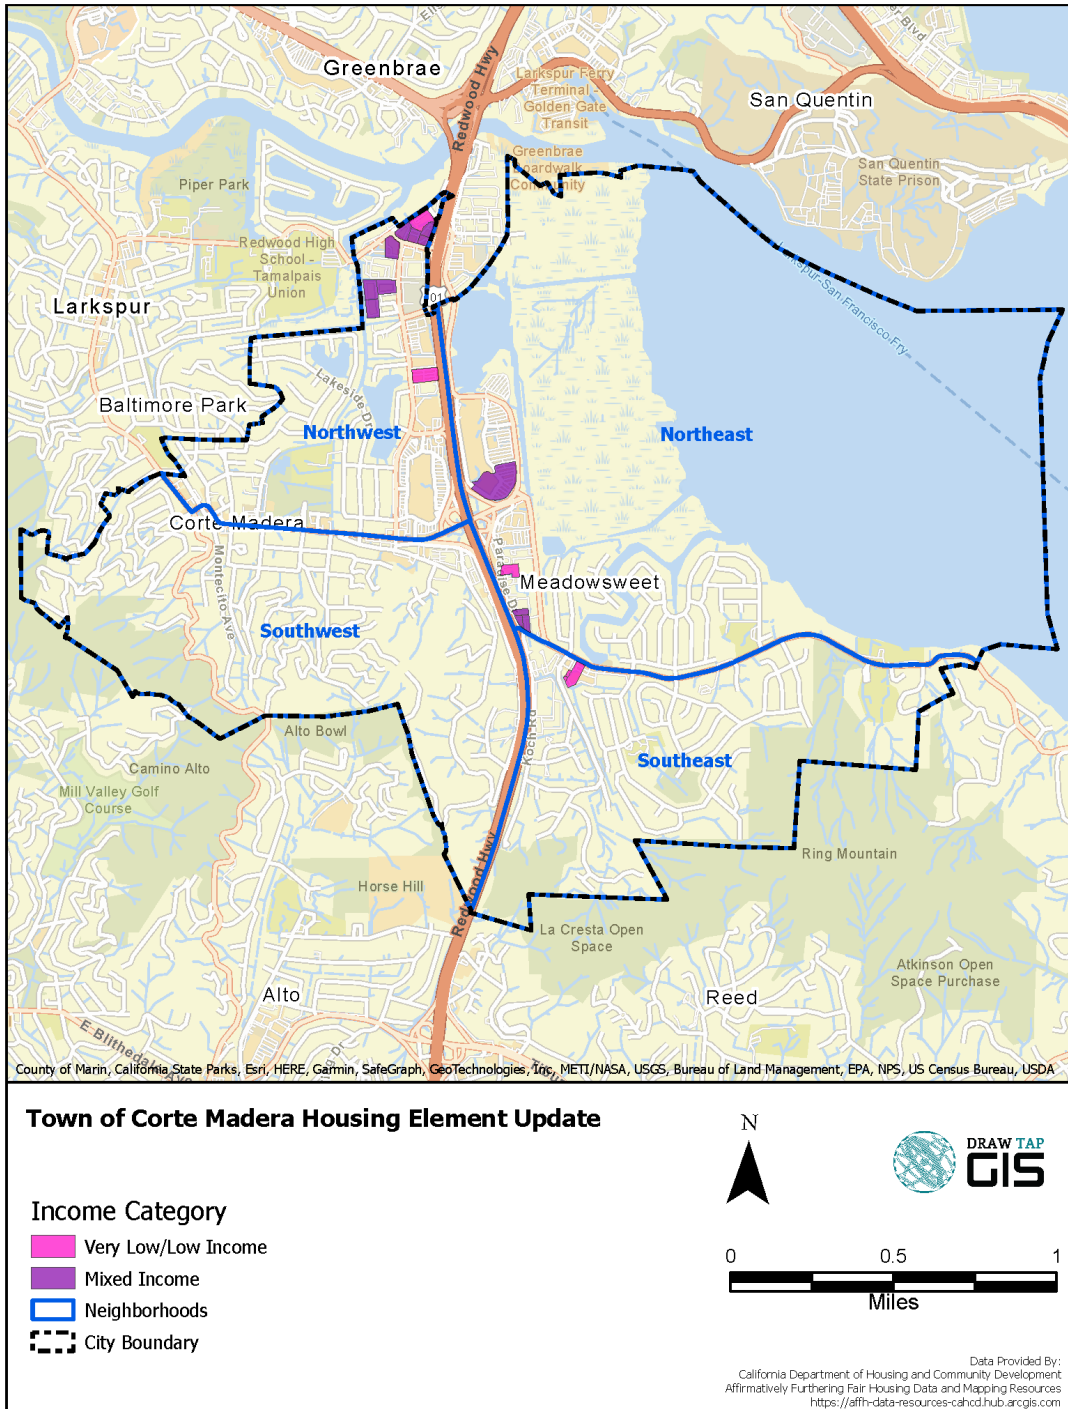 Greenbrae
Redwood Hwy
Larkspur Ferry
Terminal -
Golden Gate
Transit
San Quentin
Greenbrae
Boardwalk
Community
San Quentin
State Prison
Piper Park
Redwood High
School -
Tamalpais
Union
Larkspur
101
Larkspur-San Francisco Fry
Lakeside Dr
Baltimore Park
Northwest
Northeast
Corte Madera
Montecito Ave
Paradise Dr
Meadowsweet
Southwest
Koch Rd
Alto Bowl
Southeast
Camino Alto
Mill Valley Golf
Course
Ring Mountain
Horse Hill
Redwood Hwy
La Cresta Open
Space
Atkinson Open
Space Purchase
Alto
Reed
E Blithedale Ave
County of Marin, California State Parks, Esri, HERE, Garmin, SafeGraph, GeoTechnologies, Inc, METI/NASA, USGS, Bureau of Land Management, EPA, NPS, US Census Bureau, USDA
Town of Corte Madera Housing Element Update
N
DRAW TAP
GIS
Income Category
Very Low/Low Income
Mixed Income
Neighborhoods
City Boundary
0 0.5 1
Miles
Data Provided By:
California Department of Housing and Community Development
Affirmatively Furthering Fair Housing Data and Mapping Resources
https://affh-data-resources-cahcd.hub.arcgis.com